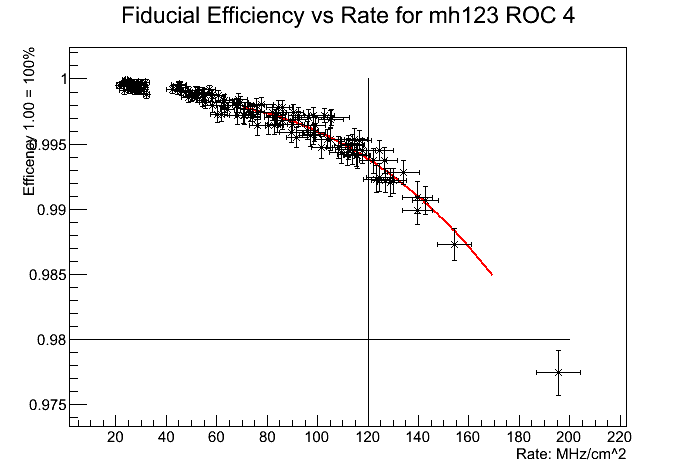 Fiducial Efficiency vs Rate for mh123 ROC 4
Efficency 1.00 = 100%
1
0.995
0.99
0.985
0.98
0.975
20 40 60 80 100 120 140 160 180 200 220
Rate: MHz/cm^2